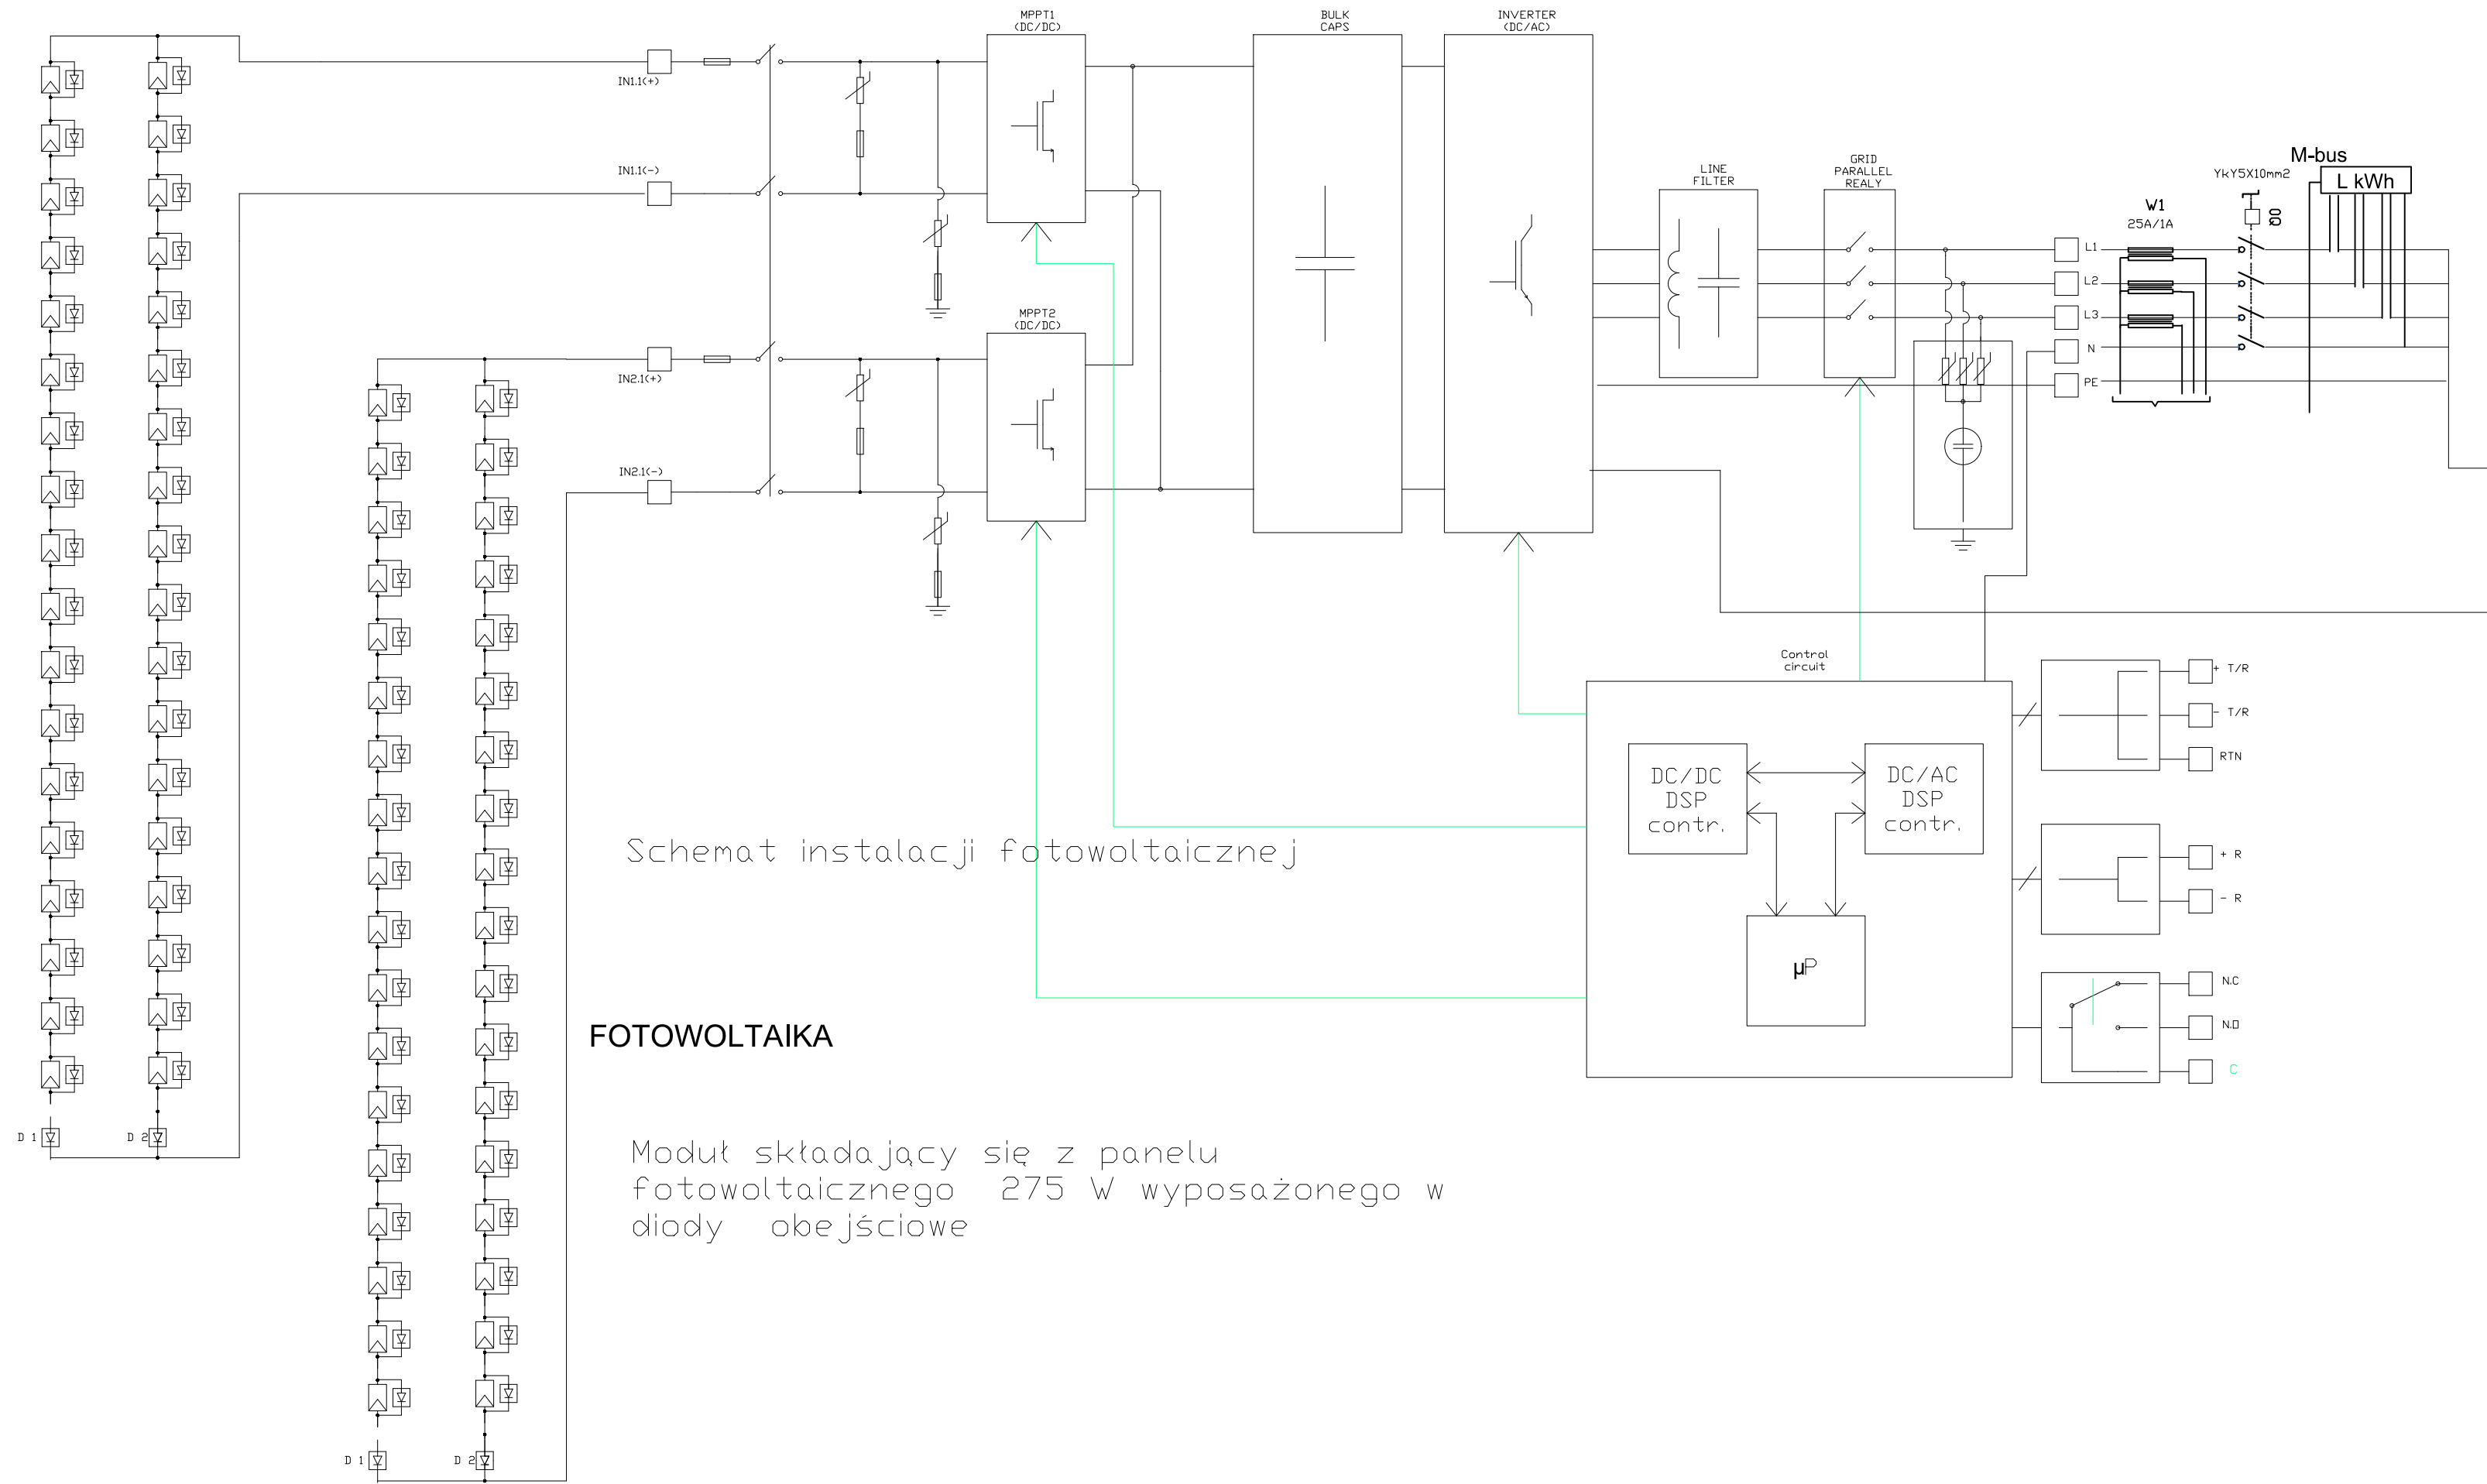 MPPT1
(DC/DC)
BULK
CAPS
INVERTER
(DC/AC)
IN1.1(+)
IN1.1(-)
LINE
FILTER
GRID
PARALLEL
REALY
M-bus
L kWh
YkY5X10mm2
W1
25A/1A
Q0
L1
L2
L3
N
PE
MPPT2
(DC/DC)
IN2.1(+)
IN2.1(-)
Control
circuit
+ T/R
- T/R
RTN
DC/DC
DSP
contr.
DC/AC
DSP
contr.
Schemat instalacji fotowoltaicznej
+ R
- R
µP
N.C
N.O
C
FOTOWOLTAIKA
D 1
D 2
Moduł składający się z panelu
fotowoltaicznego 275 W wyposażonego w
diody obejściowe
D 1
D 2